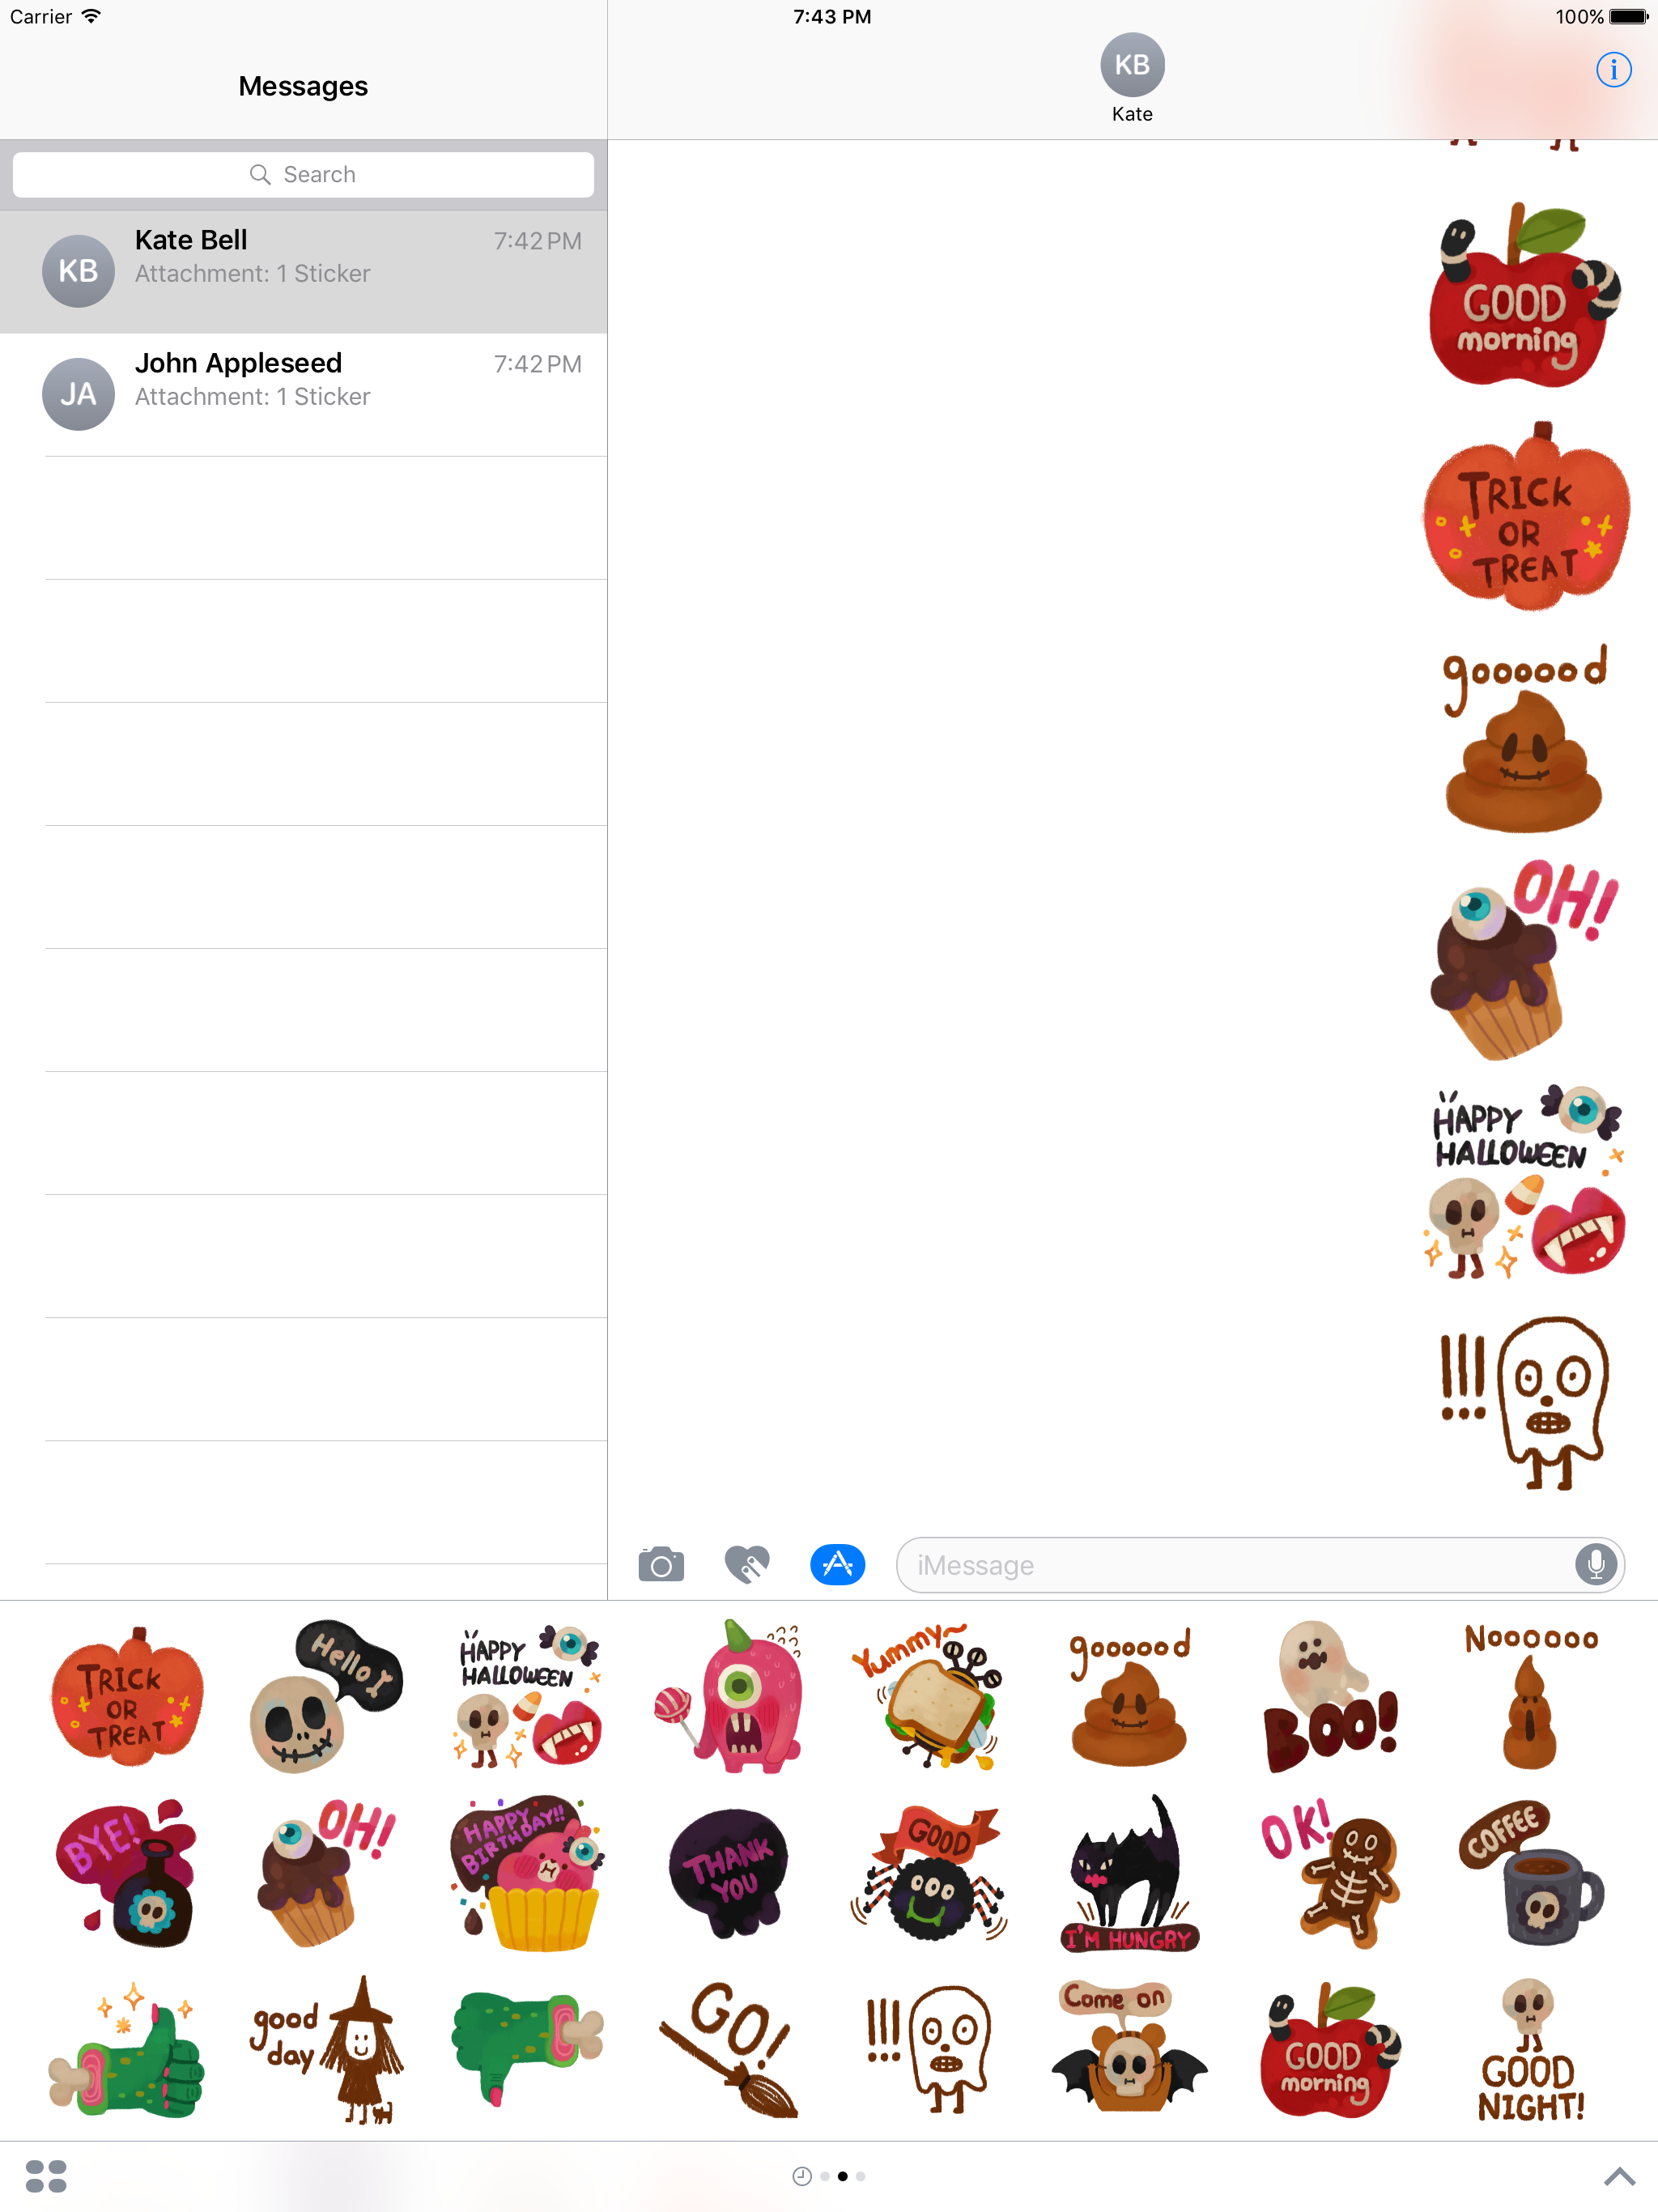 Carrier
7:43 PM
100%
Messages
KB
Kate
Search
KB
Kate Bell
7:42 PM
Attachment: 1 Sticker
JA
John Appleseed
7:42 PM
Attachment: 1 Sticker
GOOD
morning
TRICK
OR
TREAT
goooood
OH!
HAPPY
HALLOWEEN
!!!
iMessage
TRICK
OR
TREAT
Hello
HAPPY
HALLOWEEN
Yummy~
goooood
BOO!
Noooooo
BYE!
OH!
HAPPY
BIRTHDAY!!
THANK
YOU
GOOD
I'M HUNGRY
OK!
COFFEE
good
day
GO!
!!!
Come on
GOOD
morning
GOOD
NIGHT!